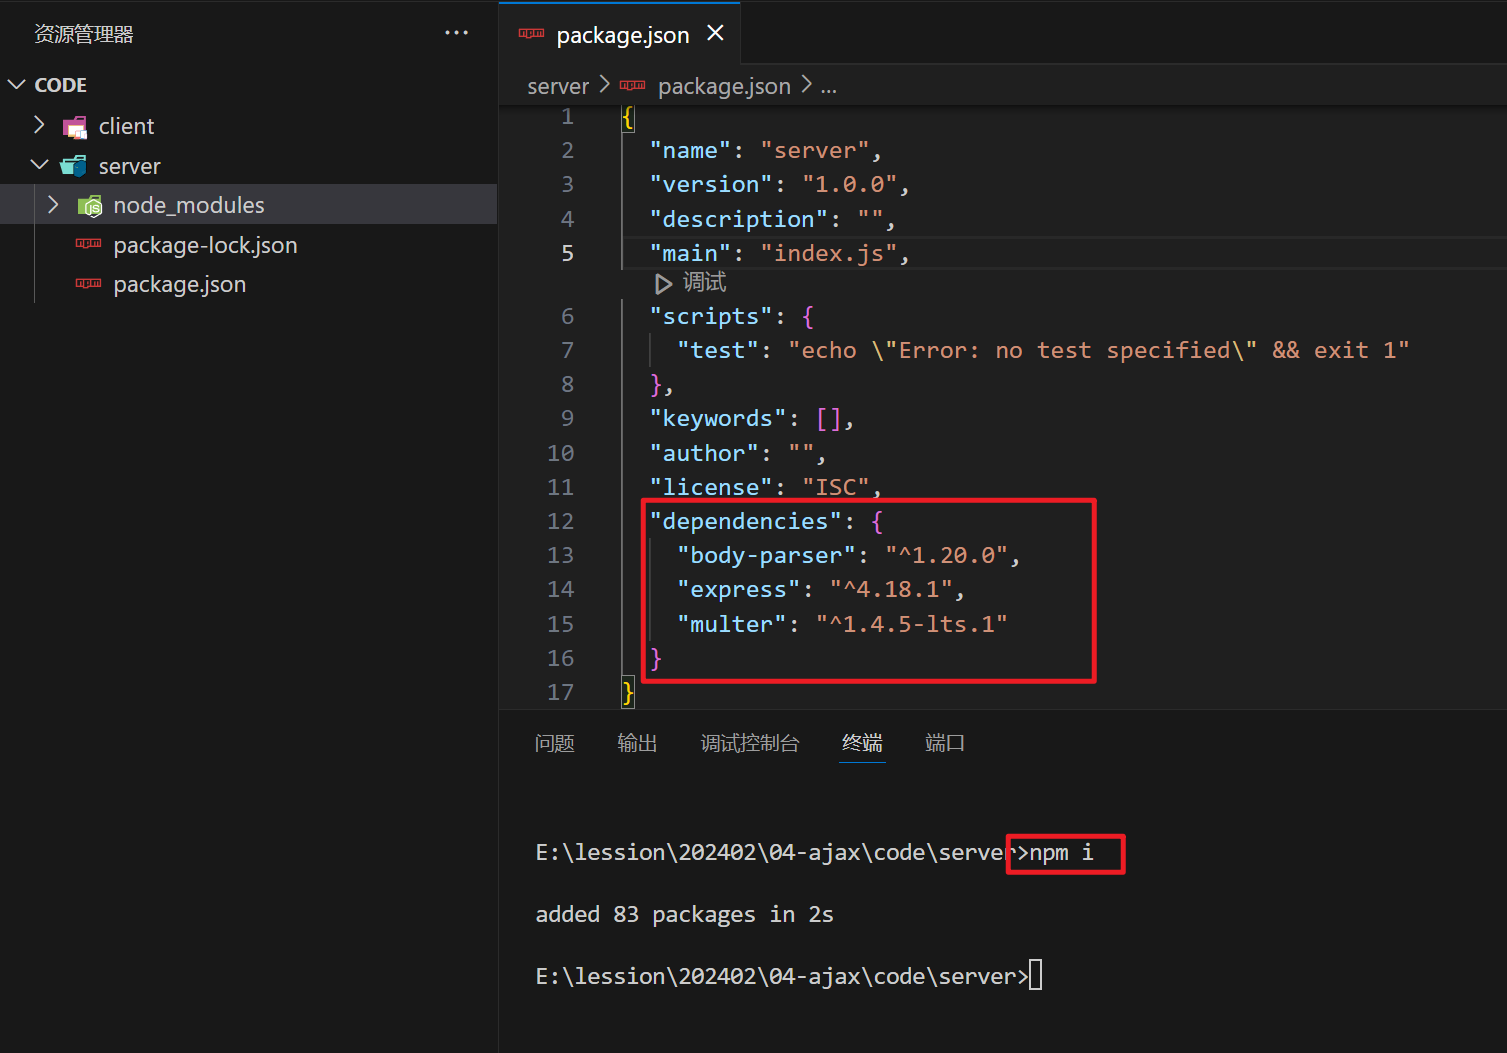 资源管理器
CODE
client
server
node_modules
package-lock.json
package.json
package.json
server > package.json > ...
1 {
2 "name": "server",
3 "version": "1.0.0",
4 "description": "",
5 "main": "index.js",
调试
6 "scripts": {
7 "test": "echo \"Error: no test specified\" && exit 1"
8 },
9 "keywords": [],
10 "author": "",
11 "license": "ISC",
12 "dependencies": {
13 "body-parser": "^1.20.0",
14 "express": "^4.18.1",
15 "multer": "^1.4.5-lts.1"
16 }
17 }
问题 输出 调试控制台 终端 端口
E:\lession\202402\04-ajax\code\server>npm i
added 83 packages in 2s
E:\lession\202402\04-ajax\code\server>